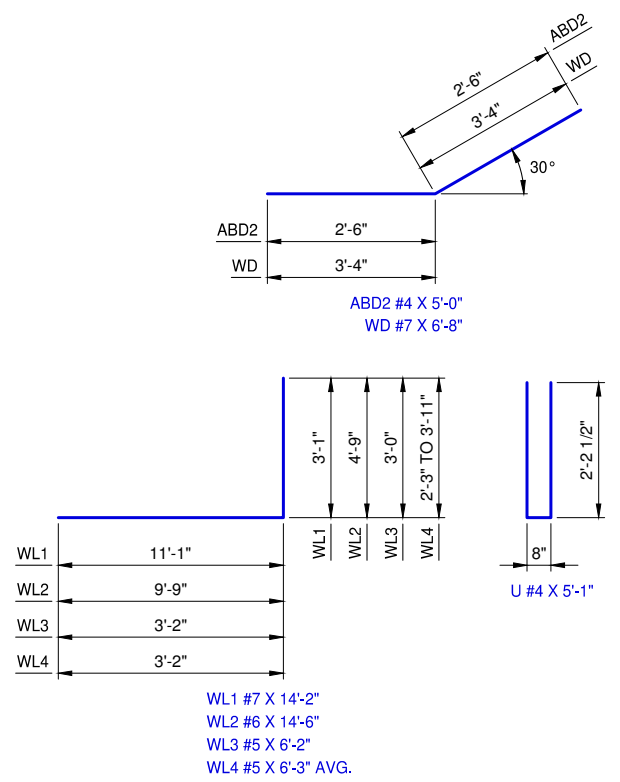 ABD2
2'-6"
WD
3'-4"
30°
ABD2
2'-6"
WD
3'-4"
ABD2 #4 X 5'-0"
WD #7 X 6'-8"
3'-1"
4'-9"
3'-0"
2'-3" TO 3'-11"
2'-2 1/2"
WL1
WL2
WL3
WL4
WL1
11'-1"
8"
WL2
9'-9"
U #4 X 5'-1"
WL3
3'-2"
WL4
3'-2"
WL1 #7 X 14'-2"
WL2 #6 X 14'-6"
WL3 #5 X 6'-2"
WL4 #5 X 6'-3" AVG.